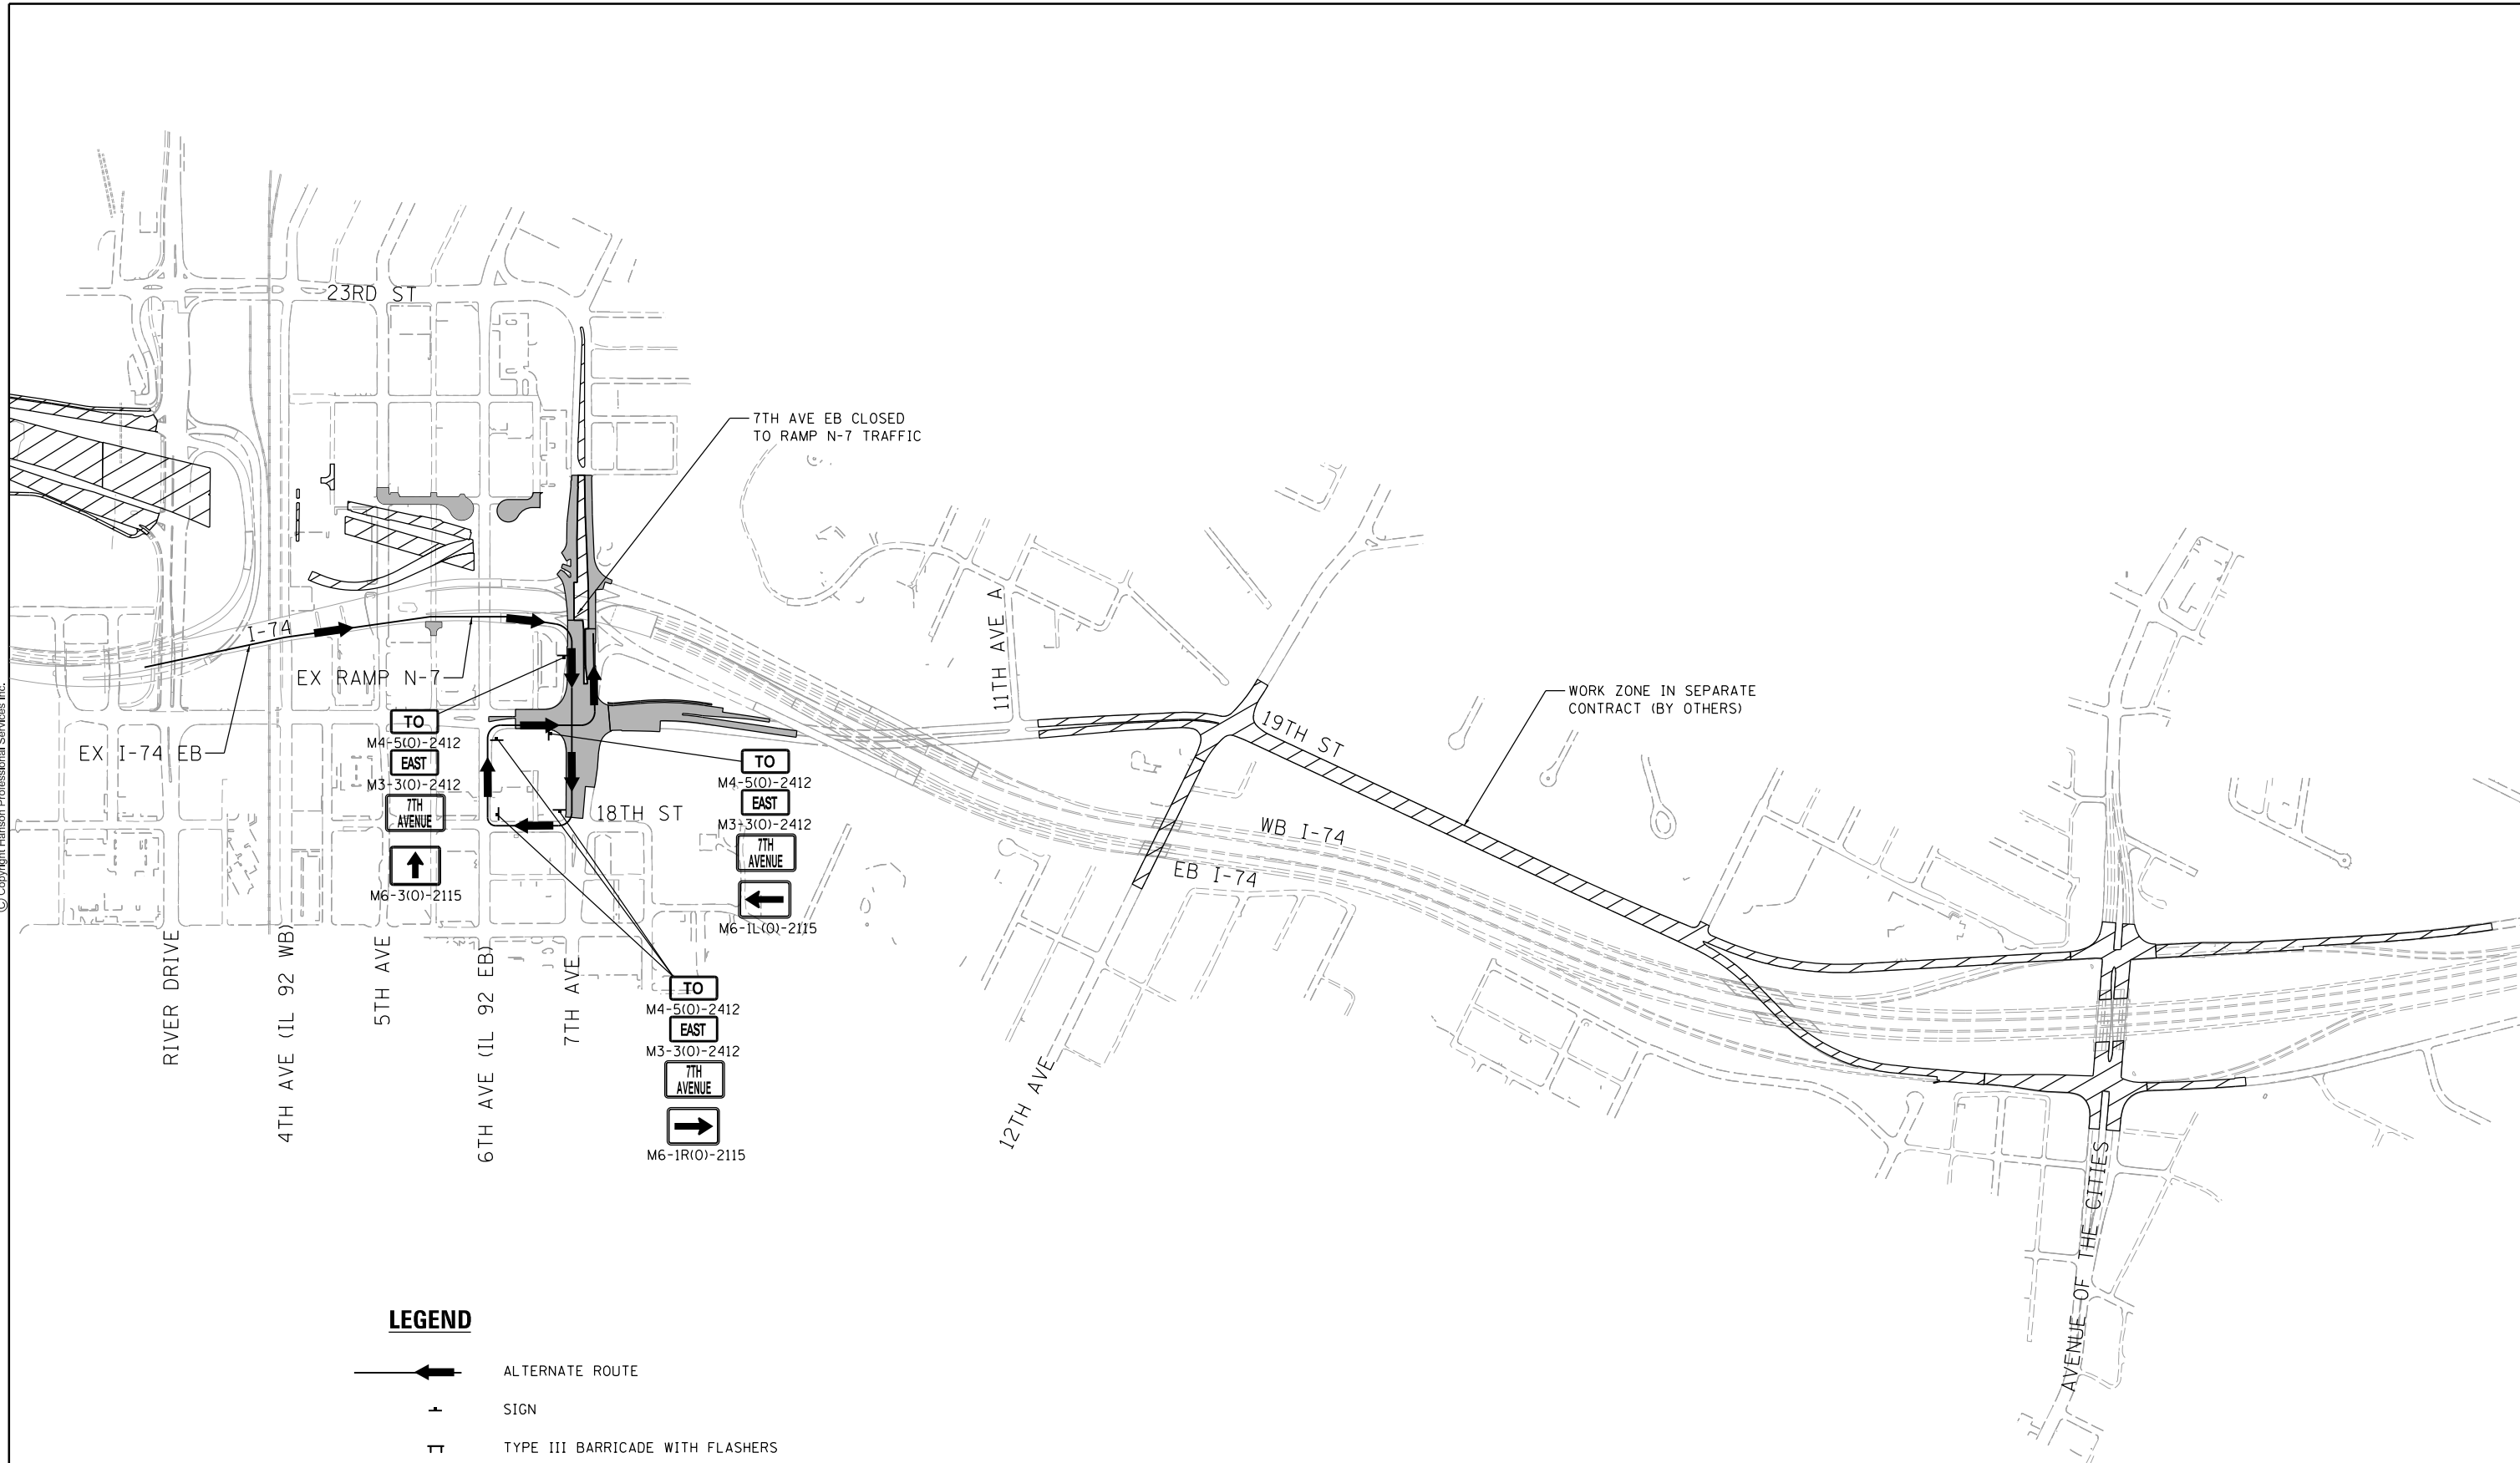 23RD ST
7TH AVE EB CLOSED
TO RAMP N-7 TRAFFIC
I-74
EX RAMP N-7
EX I-74 EB
TO
M4-5(O)-2412
EAST
M3-3(O)-2412
7TH
AVENUE
M6-3(O)-2115
TO
M4-5(O)-2412
EAST
M3-3(O)-2412
7TH
AVENUE
M6-1L(O)-2115
18TH ST
TO
M4-5(O)-2412
EAST
M3-3(O)-2412
7TH
AVENUE
M6-1R(O)-2115
RIVER DRIVE
4TH AVE (IL 92 WB)
5TH AVE
6TH AVE (IL 92 EB)
7TH AVE
11TH AVE A
12TH AVE
19TH ST
WORK ZONE IN SEPARATE
CONTRACT (BY OTHERS)
WB I-74
EB I-74
AVENUE OF THE CITIES
LEGEND
ALTERNATE ROUTE
SIGN
TYPE III BARRICADE WITH FLASHERS
© Copyright Hanson Professional Services Inc.